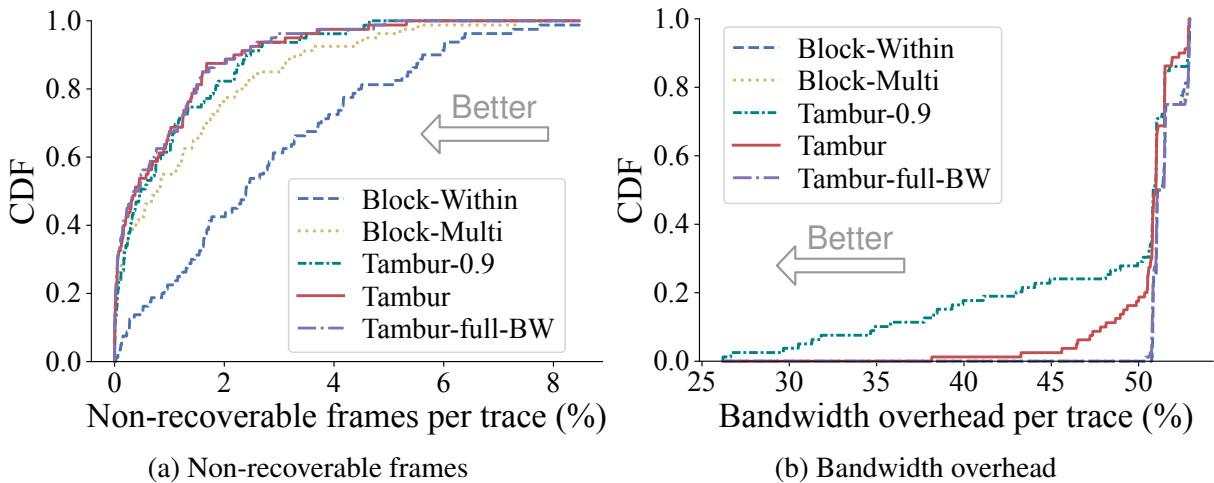 1.0
0.8
0.6
0.4
0.2
0.0
CDF
0 2 4 6 8
Non-recoverable frames per trace (%)
Better
Block-Within
Block-Multi
Tambur-0.9
Tambur
Tambur-full-BW
(a) Non-recoverable frames
1.0
0.8
0.6
0.4
0.2
0.0
CDF
Block-Within
Block-Multi
Tambur-0.9
Tambur
Tambur-full-BW
Better
25 30 35 40 45 50
Bandwidth overhead per trace (%)
(b) Bandwidth overhead